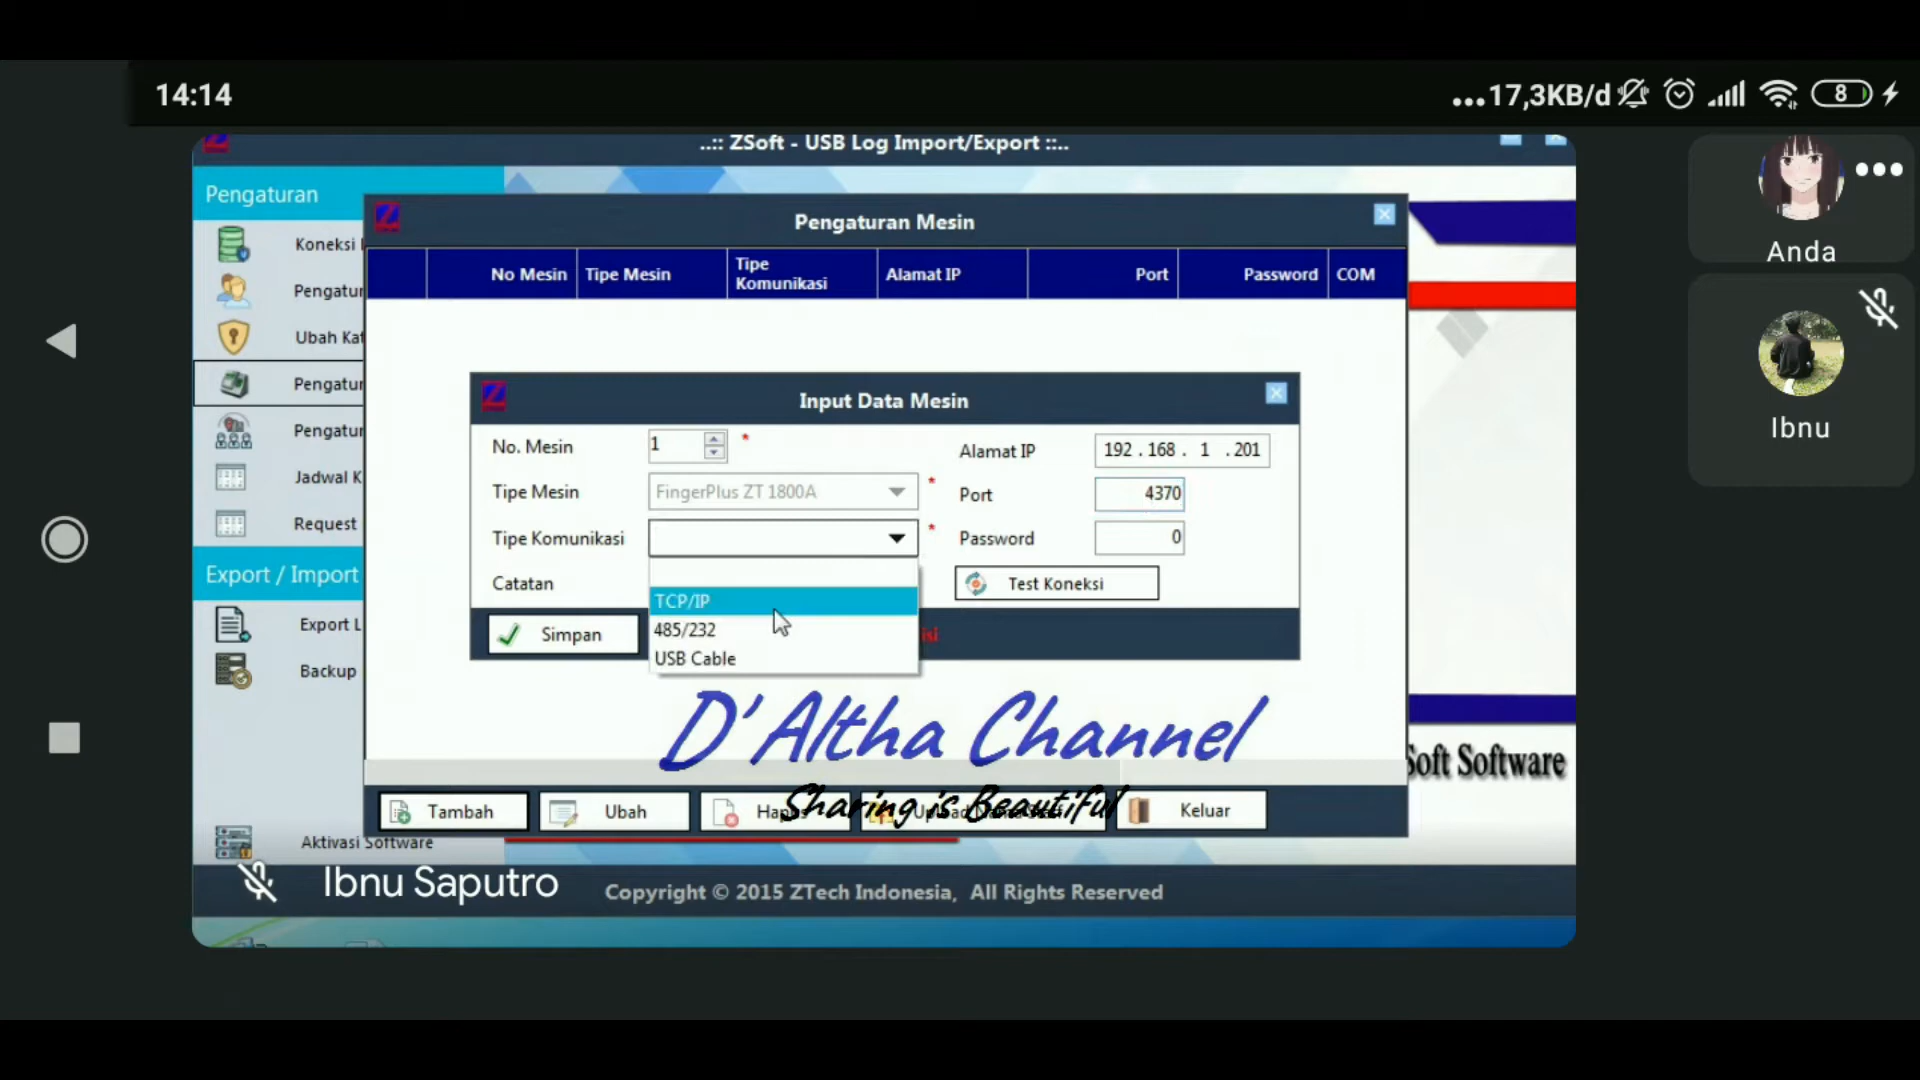 14:14
...17,3KB/d
8
..:: ZSoft - USB Log Import/Export ::..
Pengaturan
Koneksi
Pengatur
Ubah Kat
Pengatur
Pengatur
Jadwal K
Request
Export / Import
Export L
Backup
Aktivasi Software
Pengaturan Mesin
No Mesin
Tipe Mesin
Tipe
Komunikasi
Alamat IP
Port
Password
COM
Input Data Mesin
No. Mesin
1
*
Tipe Mesin
FingerPlus ZT 1800A
*
Tipe Komunikasi
*
TCP/IP
485/232
USB Cable
Catatan
Alamat IP
192 . 168 . 1 . 201
Port
4370
Password
0
Test Koneksi
Simpan
isi
D'Altha Channel
Sharing is Beautiful
Tambah
Ubah
Hapus
Keluar
Soft Software
Ibnu Saputro
Copyright © 2015 ZTech Indonesia, All Rights Reserved
Anda
Ibnu